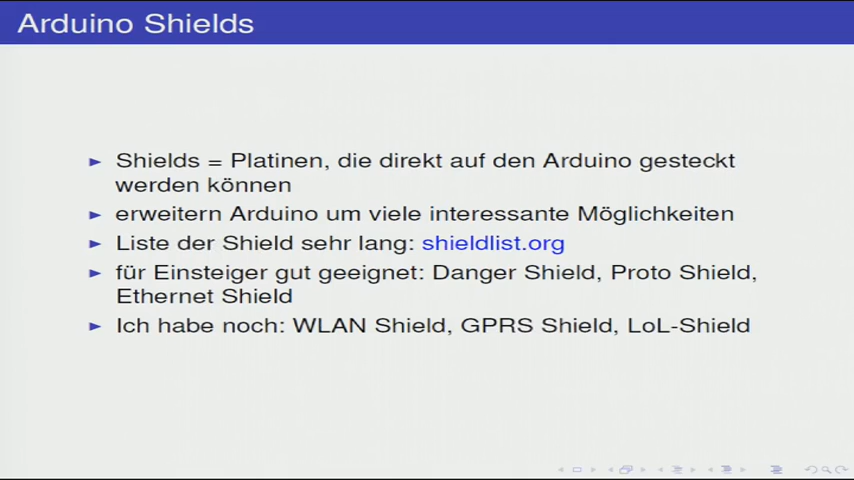 Arduino Shields
Shields = Platinen, die direkt auf den Arduino gesteckt
werden können
erweitern Arduino um viele interessante Möglichkeiten
Liste der Shield sehr lang: shieldlist.org
für Einsteiger gut geeignet: Danger Shield, Proto Shield,
Ethernet Shield
Ich habe noch: WLAN Shield, GPRS Shield, LoL-Shield